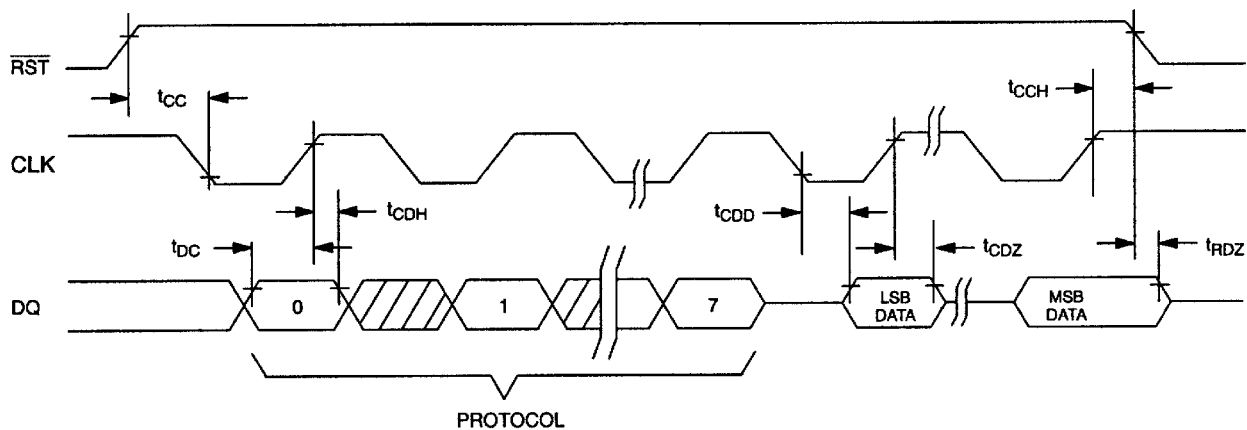 RST
tCC
tCCH
CLK
tCDH
tCDD
tDC
tCDZ
tRDZ
DQ
0
1
7
LSB
DATA
MSB
DATA
PROTOCOL